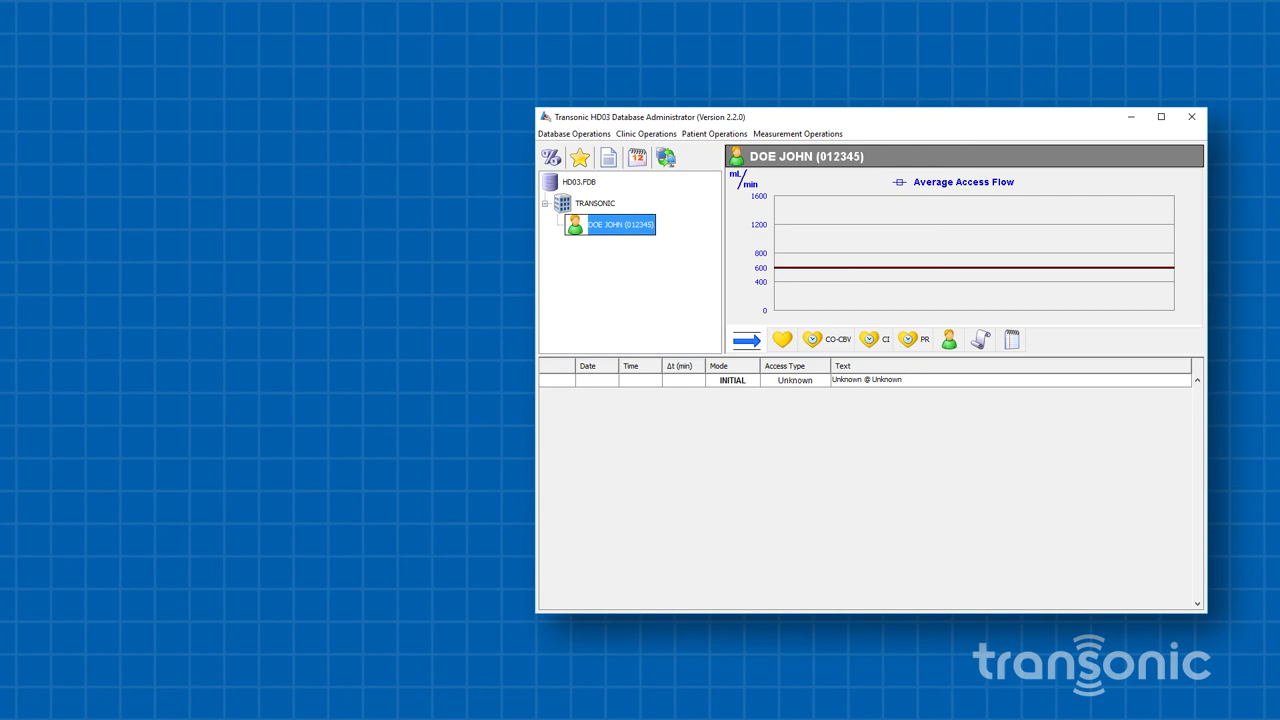 Transonic HD03 Database Administrator (Version 2.2.0)
Database Operations Clinic Operations Patient Operations Measurement Operations
%
12
DOE JOHN (012345)
HD03.FDB
TRANSONIC
DOE JOHN (012345)
mL/min
Average Access Flow
1600
1200
800
600
400
0
CO-CBV CI PR
Date Time Δt (min) Mode Access Type Text
INITIAL Unknown Unknown @ Unknown
transonic